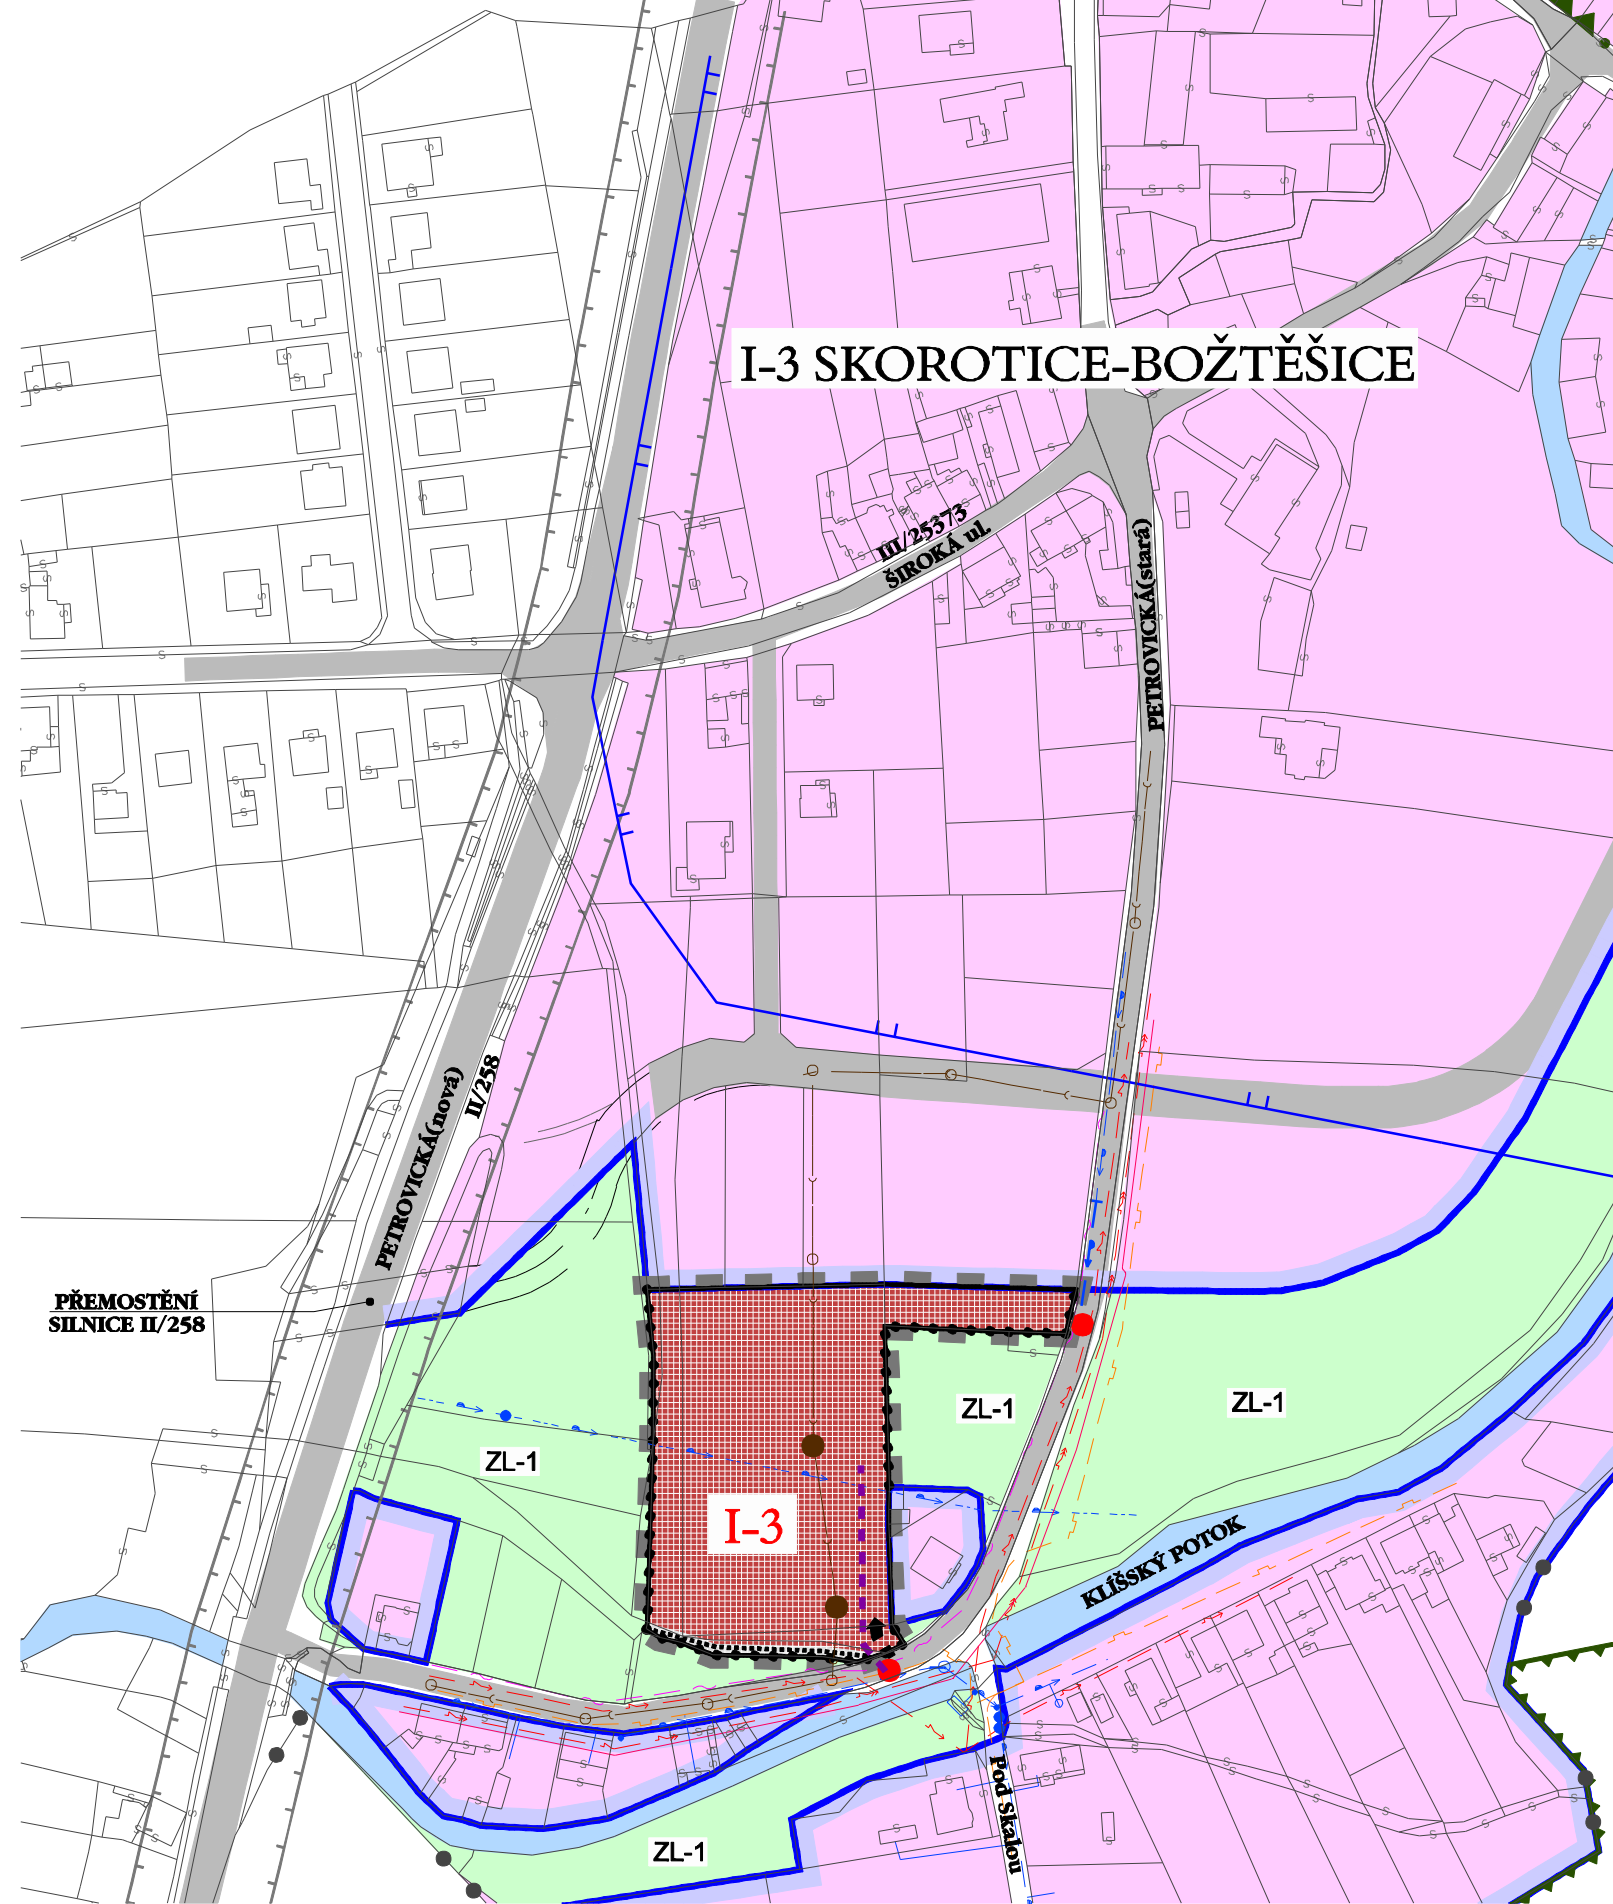 I-3 SKOROTICE-BOŽTĚŠICE
III/25373
ŠIROKÁ ul.
PETROVICKÁ(stará)
PETROVICKÁ(nová)
II/258
PŘEMOSTĚNÍ
SILNICE II/258
ZL-1
ZL-1
ZL-1
I-3
KLÍŠSKÝ POTOK
Pod Skalou
ZL-1